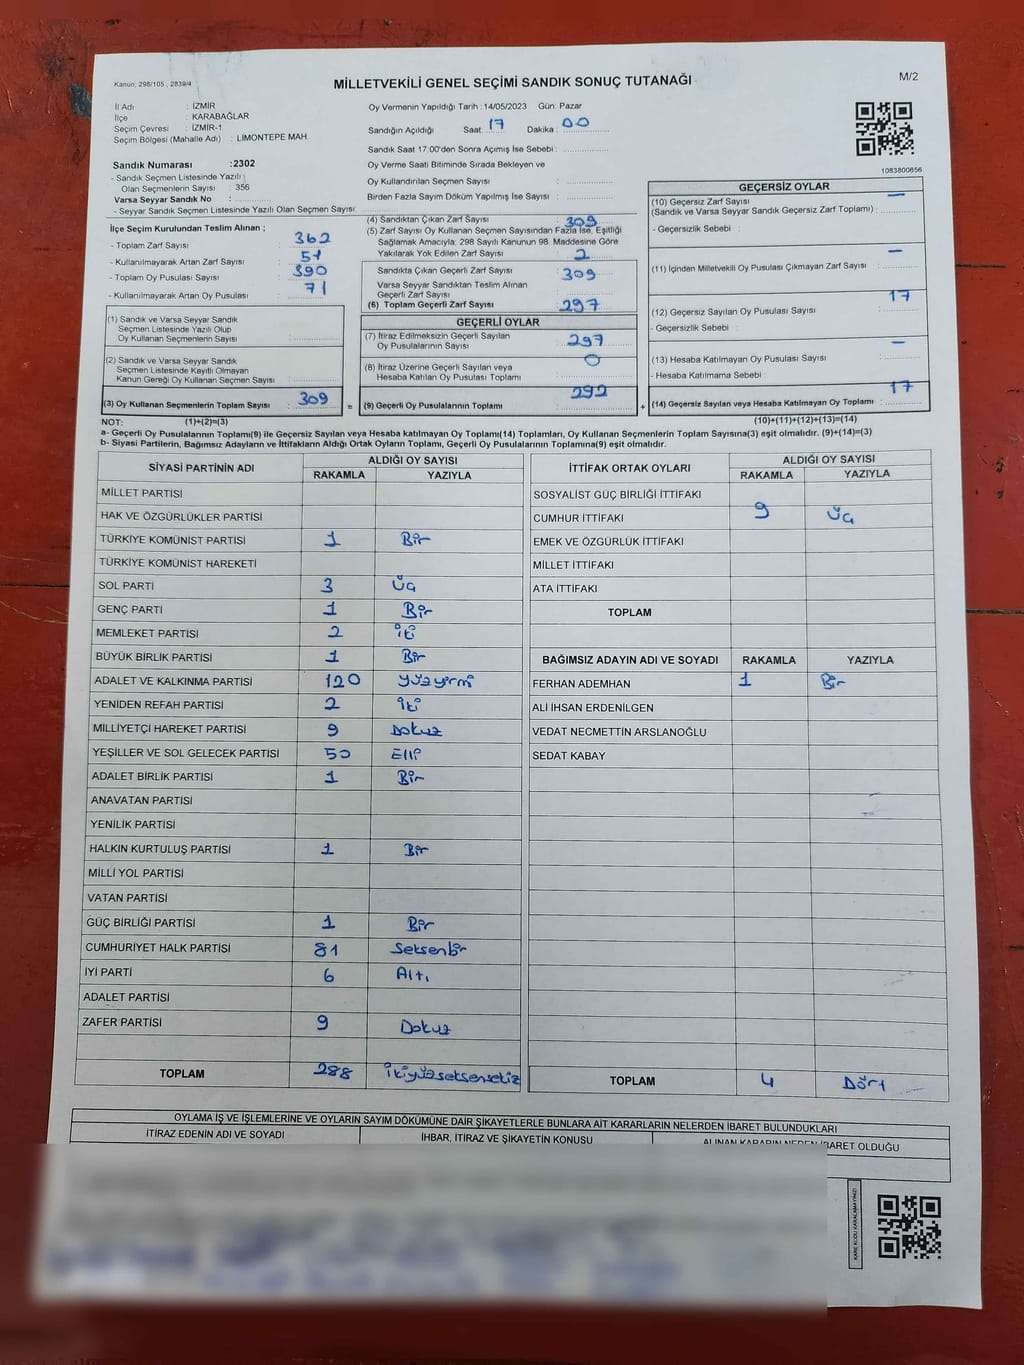 Kanun: 298/105 , 2839/4
MİLLETVEKİLİ GENEL SEÇİMİ SANDIK SONUÇ TUTANAĞI
M/2
İl Adı : İZMİR
İlçe : KARABAĞLAR
Seçim Çevresi : İZMİR-1
Seçim Bölgesi (Mahalle Adı) : LİMONTEPE MAH
Oy Vermenin Yapıldığı Tarih : 14/05/2023 Gün: Pazar
Sandığın Açıldığı Saat 17 Dakika : 00
Sandık Saat 17:00'den Sonra Açımış İse Sebebi :
Oy Verme Saati Bitiminde Sırada Bekleyen ve
Oy Kullandırılan Seçmen Sayısı :
Birden Fazla Sayım Döküm Yapılmış İse Sayısı :
1083800656
Sandık Numarası :2302
- Sandık Seçmen Listesinde Yazılı
Olan Seçmenlerin Sayısı : 356
Varsa Seyyar Sandık No :
- Seyyar Sandık Seçmen Listesinde Yazılı Olan Seçmen Sayısı:
İlçe Seçim Kurulundan Teslim Alınan ;
- Toplam Zarf Sayısı : 362
- Kullanılmayarak Artan Zarf Sayısı : 51
- Toplam Oy Pusulası Sayısı : 390
- Kullanılmayarak Artan Oy Pusulası : 71
(1) Sandık ve Varsa Seyyar Sandık
Seçmen Listesinde Yazılı Olup
Oy Kullanan Seçmenlerin Sayısı :
(2) Sandık ve Varsa Seyyar Sandık
Seçmen Listesinde Kayıtlı Olmayan
Kanun Gereği Oy Kullanan Seçmen Sayısı :
(3) Oy Kullanan Seçmenlerin Toplam Sayısı : 309 =
(4) Sandıktan Çıkan Zarf Sayısı : 309
(5) Zarf Sayısı Oy Kullanan Seçmen Sayısından Fazla İse, Eşitliği
Sağlamak Amacıyla; 298 Sayılı Kanunun 98. Maddesine Göre
Yakılarak Yok Edilen Zarf Sayısı : 2
Sandıkta Çıkan Geçerli Zarf Sayısı : 309
Varsa Seyyar Sandıktan Teslim Alınan
Geçerli Zarf Sayısı :
(6) Toplam Geçerli Zarf Sayısı : 297
GEÇERLİ OYLAR
(7) İtiraz Edilmeksizin Geçerli Sayılan
Oy Pusulalarının Sayısı : 297
(8) İtiraz Üzerine Geçerli Sayılan veya
Hesaba Katılan Oy Pusulası Toplamı : 0
(9) Geçerli Oy Pusulalarının Toplamı : 292 +
GEÇERSİZ OYLAR
(10) Geçersiz Zarf Sayısı –
(Sandık ve Varsa Seyyar Sandık Geçersiz Zarf Toplamı) :
- Geçersizlik Sebebi :
(11) İçinden Milletvekili Oy Pusulası Çıkmayan Zarf Sayısı : –
(12) Geçersiz Sayılan Oy Pusulası Sayısı : 17
- Geçersizlik Sebebi :
(13) Hesaba Katılmayan Oy Pusulası Sayısı : –
- Hesaba Katılmama Sebebi :
(14) Geçersiz Sayılan veya Hesaba Katılmayan Oy Toplamı : 17
NOT: (1)+(2)=(3) (10)+(11)+(12)+(13)=(14)
a- Geçerli Oy Pusulalarının Toplamı(9) ile Geçersiz Sayılan veya Hesaba katılmayan Oy Toplamı(14) Toplamları, Oy Kullanan Seçmenlerin Toplam Sayısına(3) eşit olmalıdır. (9)+(14)=(3)
b- Siyasi Partilerin, Bağımsız Adayların ve İttifakların Aldığı Ortak Oyların Toplamı, Geçerli Oy Pusulalarının Toplamına(9) eşit olmalıdır.
SİYASİ PARTİNİN ADI ALDIĞI OY SAYISI
RAKAMLA YAZIYLA
MİLLET PARTİSİ
HAK VE ÖZGÜRLÜKLER PARTİSİ
TÜRKİYE KOMÜNİST PARTİSİ 1 Bir
TÜRKİYE KOMÜNİST HAREKETİ
SOL PARTİ 3 Üç
GENÇ PARTİ 1 Bir
MEMLEKET PARTİSİ 2 İki
BÜYÜK BİRLİK PARTİSİ 1 Bir
ADALET VE KALKINMA PARTİSİ 120 Yüzyirmi
YENİDEN REFAH PARTİSİ 2 İki
MİLLİYETÇİ HAREKET PARTİSİ 9 Dokuz
YEŞİLLER VE SOL GELECEK PARTİSİ 50 Elli
ADALET BİRLİK PARTİSİ 1 Bir
ANAVATAN PARTİSİ
YENİLİK PARTİSİ
HALKIN KURTULUŞ PARTİSİ 1 Bir
MİLLİ YOL PARTİSİ
VATAN PARTİSİ
GÜÇ BİRLİĞİ PARTİSİ 1 Bir
CUMHURİYET HALK PARTİSİ 81 Seksenbir
İYİ PARTİ 6 Altı
ADALET PARTİSİ
ZAFER PARTİSİ 9 Dokuz
TOPLAM 288 İkiyüzseksensekiz
İTTİFAK ORTAK OYLARI ALDIĞI OY SAYISI
RAKAMLA YAZIYLA
SOSYALİST GÜÇ BİRLİĞİ İTTİFAKI
CUMHUR İTTİFAKI 9 Üç
EMEK VE ÖZGÜRLÜK İTTİFAKI
MİLLET İTTİFAKI
ATA İTTİFAKI
TOPLAM
BAĞIMSIZ ADAYIN ADI VE SOYADI RAKAMLA YAZIYLA
FERHAN ADEMHAN 1 Bir
ALİ İHSAN ERDENİLGEN
VEDAT NECMETTİN ARSLANOĞLU
SEDAT KABAY
TOPLAM 4 Dört
OYLAMA İŞ VE İŞLEMLERİNE VE OYLARIN SAYIM DÖKÜMÜNE DAİR ŞİKAYETLERLE BUNLARA AİT KARARLARIN NELERDEN İBARET BULUNDUKLARI
İTİRAZ EDENİN ADI VE SOYADI İHBAR, İTİRAZ VE ŞİKAYETİN KONUSU ALINAN KARARIN NEDEN İBARET OLDUĞU
KARE KODU KARALAMAYINIZ!